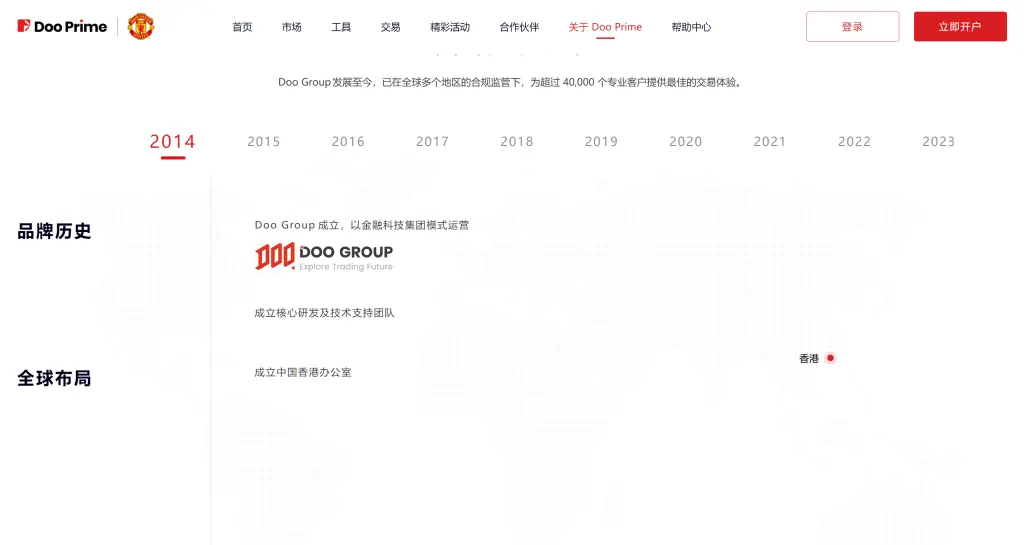 Doo Prime
首页 市场 工具 交易 精彩活动 合作伙伴 关于 Doo Prime 帮助中心 登录 立即开户
Doo Group 发展至今，已在全球多个地区的合规监管下，为超过 40,000 个专业客户提供最佳的交易体验。
2014 2015 2016 2017 2018 2019 2020 2021 2022 2023
品牌历史
Doo Group 成立，以金融科技集团模式运营
DOO GROUP
Explore Trading Future
成立核心研发及技术支持团队
香港
全球布局
成立中国香港办公室